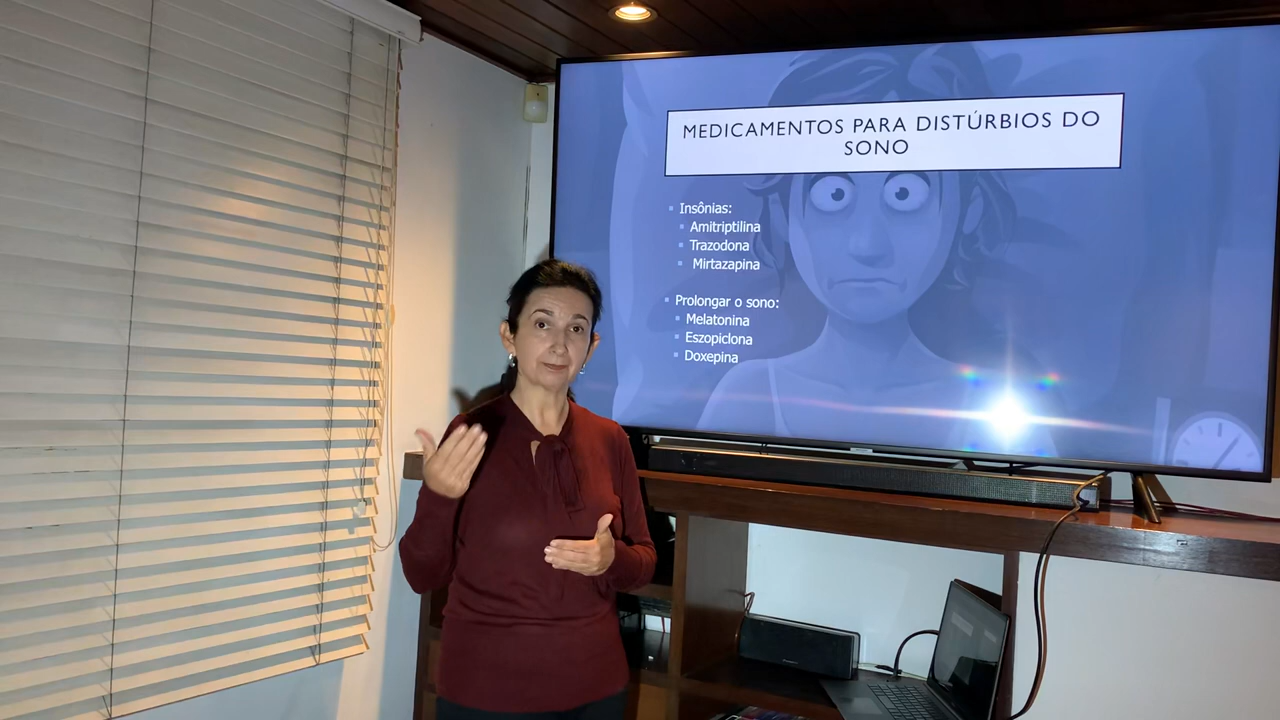 MEDICAMENTOS PARA DISTÚRBIOS DO
SONO
Insônias:
Amitriptilina
Trazodona
Mirtazapina
Prolongar o sono:
Melatonina
Eszopiclona
Doxepina